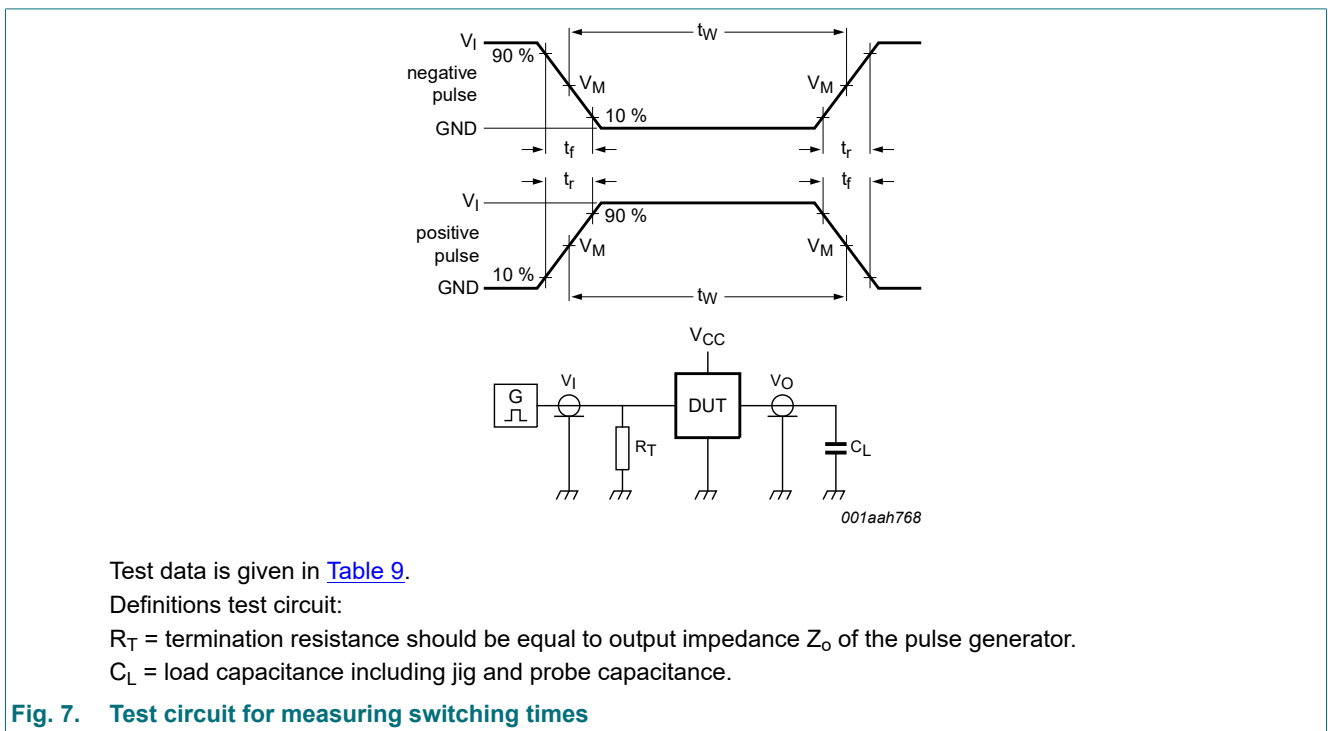 tW
VI
90 %
negative
pulse
VM
VM
10 %
GND
tf
tr
tr
tf
VI
90 %
positive
pulse
VM
VM
10 %
GND
tW
VCC
G
VI
DUT
VO
RT
CL
001aah768
Test data is given in Table 9.
Definitions test circuit:
RT = termination resistance should be equal to output impedance Zo of the pulse generator.
CL = load capacitance including jig and probe capacitance.
Fig. 7. Test circuit for measuring switching times